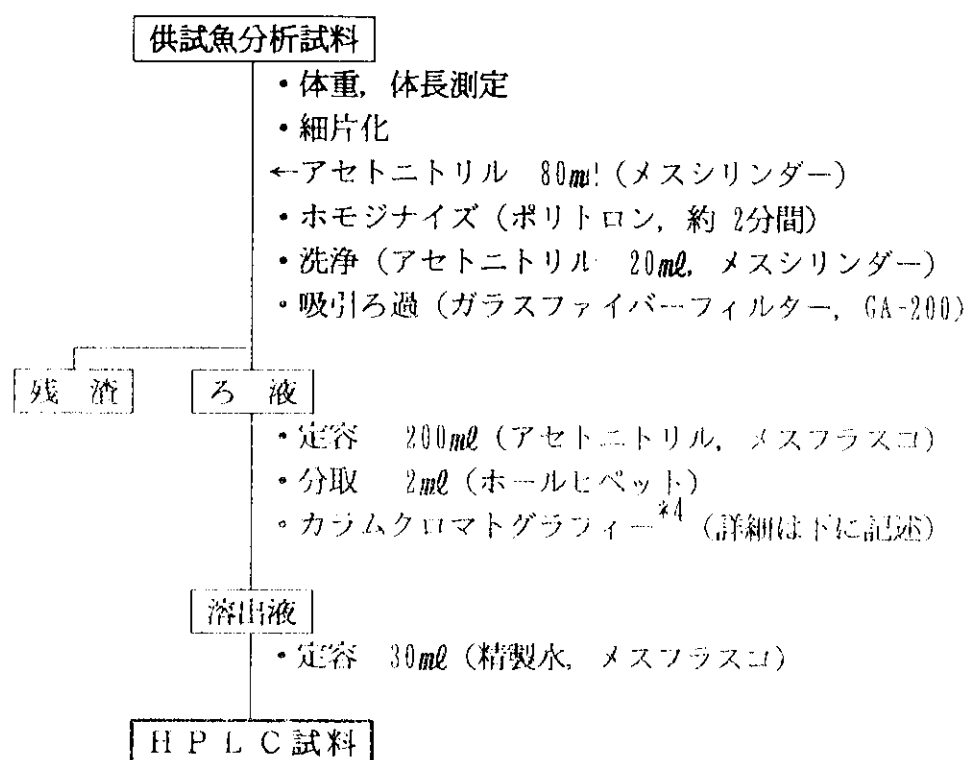 供試魚分析試料
・体重,体長測定
・細片化
←アセトニトリル 80ml(メスシリンダー)
・ホモジナイズ(ポリトロン,約 2分間)
・洗浄(アセトニトリル 20ml,メスシリンダー)
・吸引ろ過(ガラスファイバーフィルター,GA-200)
残 渣 ろ 液
・定容 200ml(アセトニトリル,メスフラスコ)
・分取 2ml(ホールピペット)
・カラムクロマトグラフィー*4(詳細は下に記述)
溶出液
・定容 30ml(精製水,メスフラスコ)
HPLC試料